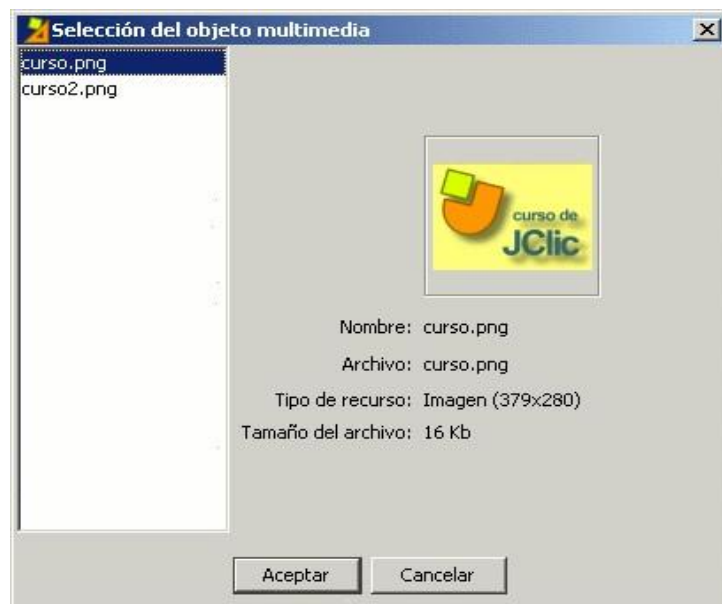 Selección del objeto multimedia
curso.png
curso2.png
curso de
JClic
Nombre: curso.png
Archivo: curso.png
Tipo de recurso: Imagen (379x280)
Tamaño del archivo: 16 Kb
Aceptar Cancelar